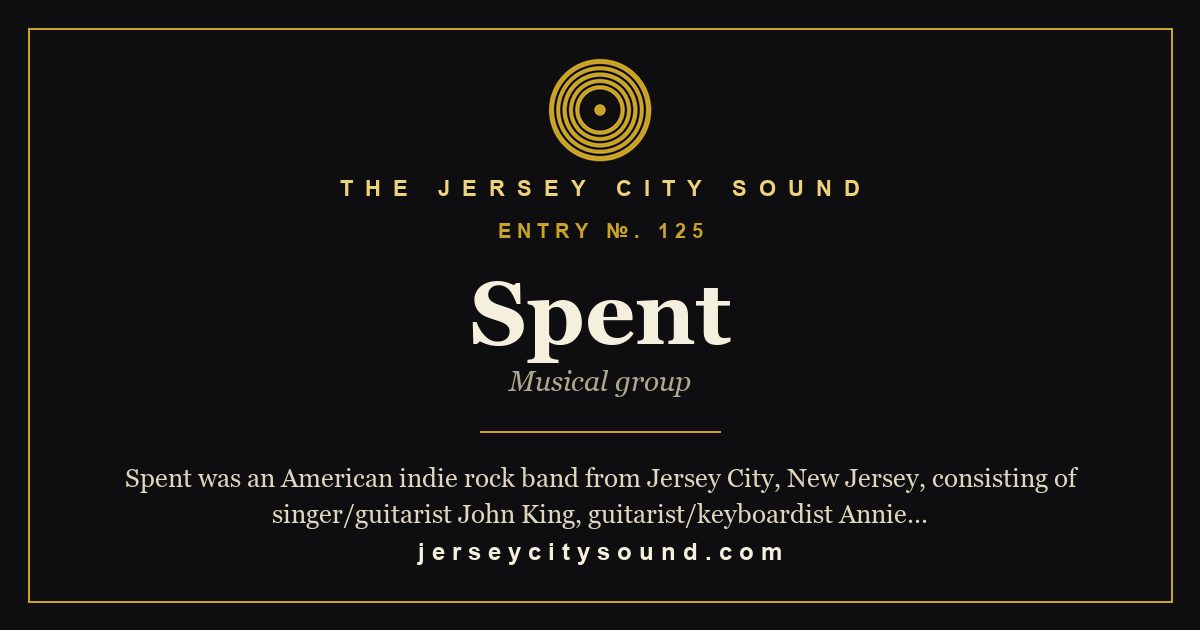 THE JERSEY CITY SOUND
ENTRY №. 125
Spent
Musical group
Spent was an American indie rock band from Jersey City, New Jersey, consisting of
singer/guitarist John King, guitarist/keyboardist Annie...
jerseycitysound.com